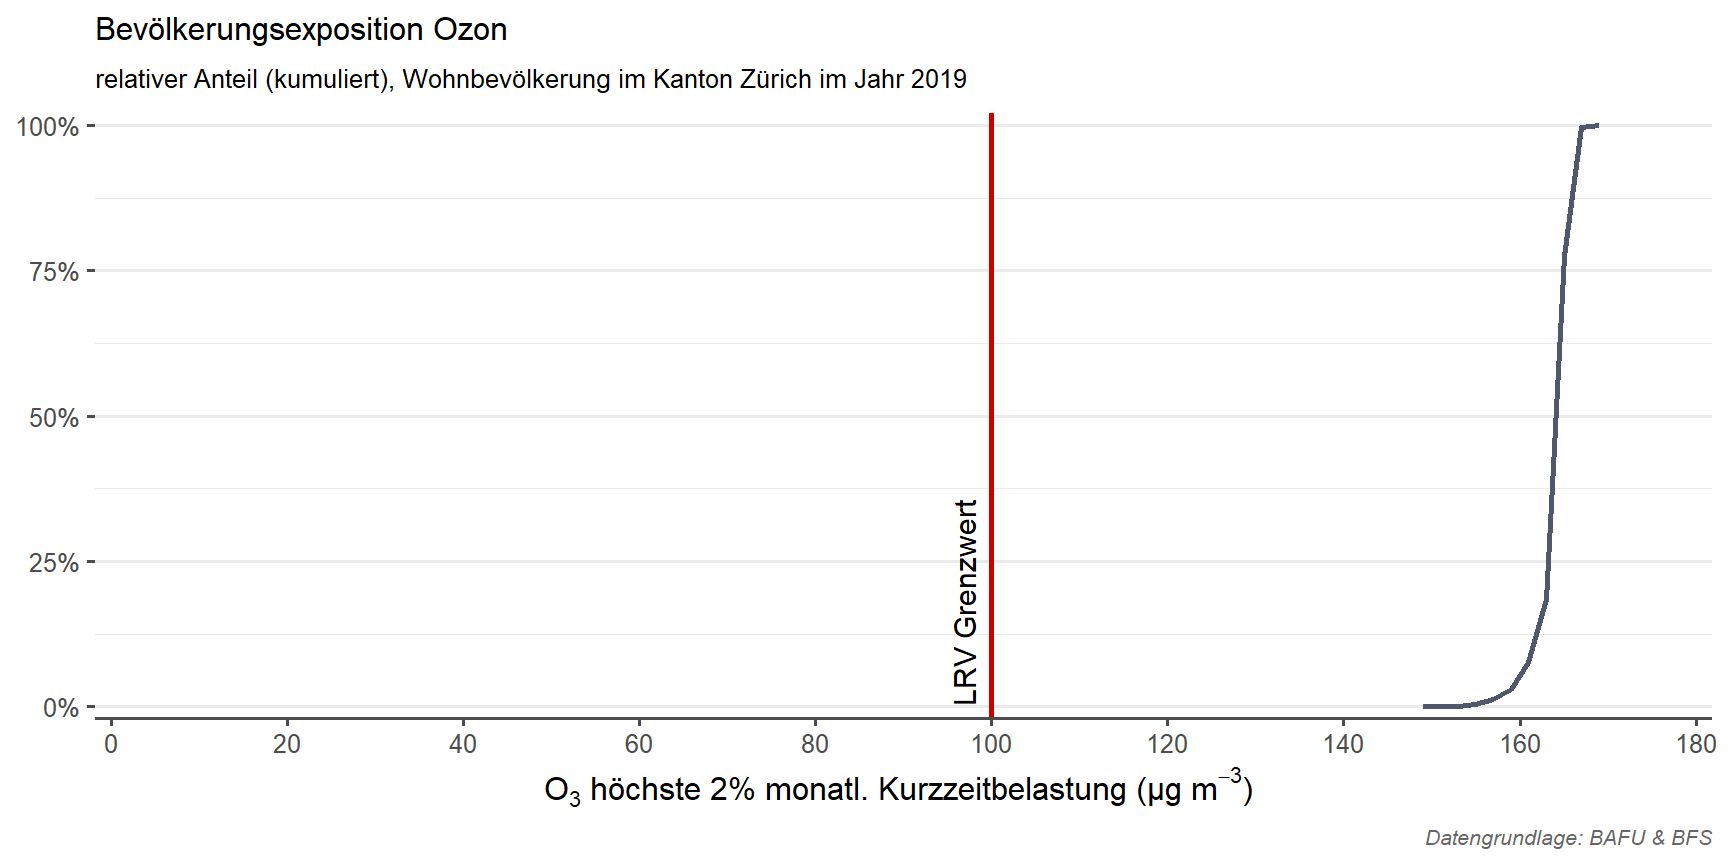 Bevölkerungsexposition Ozon
relativer Anteil (kumuliert), Wohnbevölkerung im Kanton Zürich im Jahr 2019
100%
75%
50%
25%
0%
LRV Grenzwert
0 20 40 60 80 100 120 140 160 180
O₃ höchste 2% monatl. Kurzzeitbelastung (µg m⁻³)
Datengrundlage: BAFU & BFS